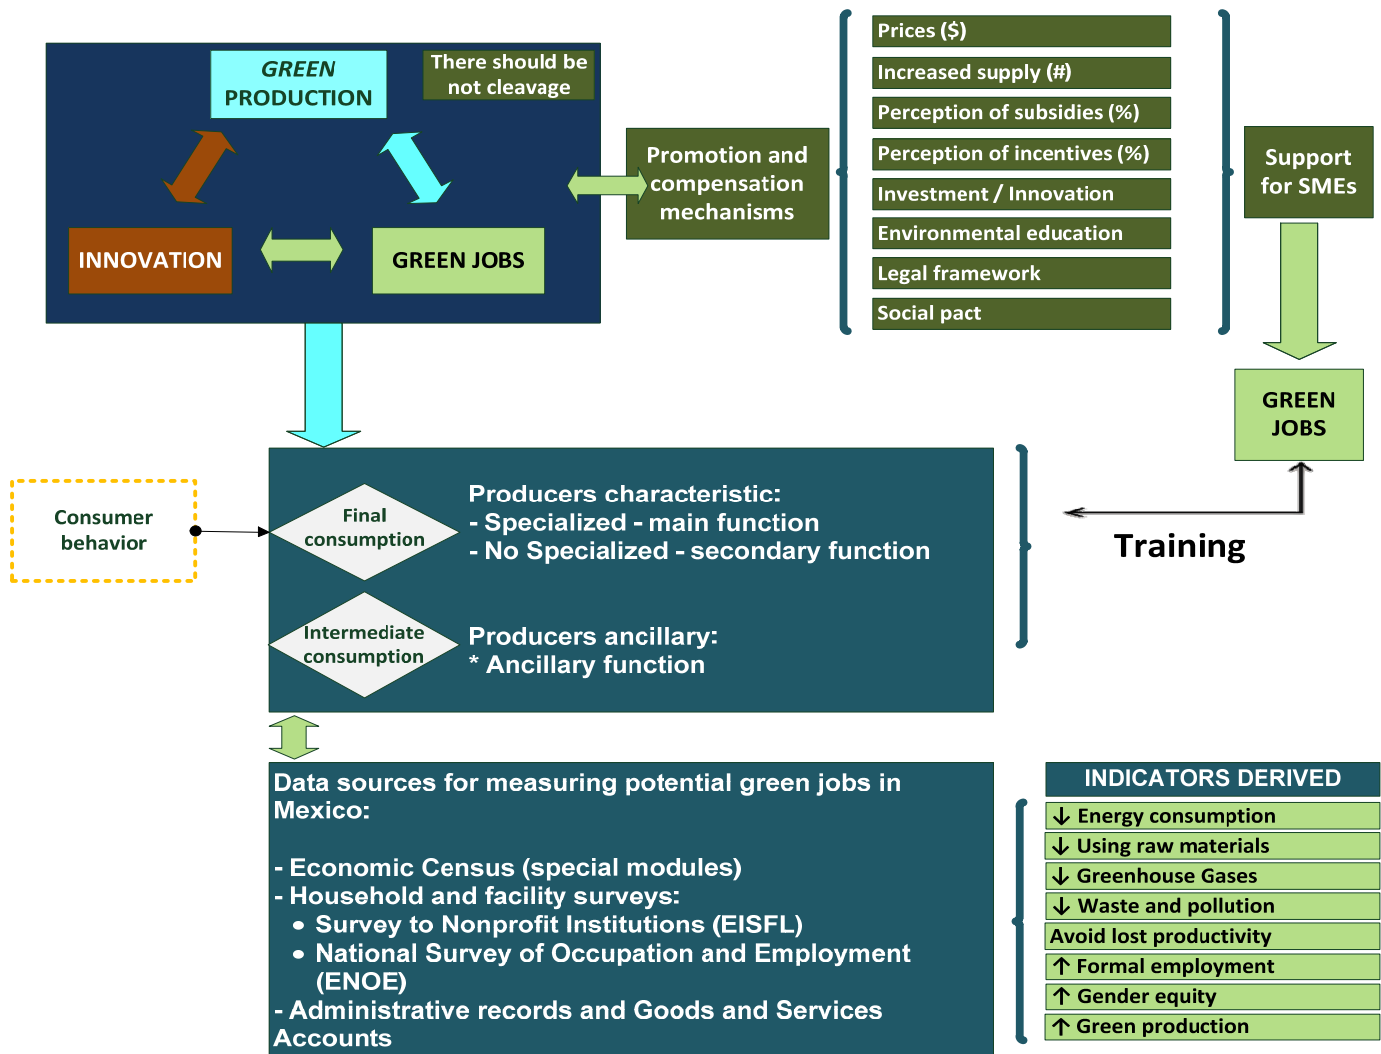 GREEN
PRODUCTION
There should be
not cleavage
INNOVATION
GREEN JOBS
Promotion and
compensation
mechanisms
Prices ($)
Increased supply (#)
Perception of subsidies (%)
Perception of incentives (%)
Investment / Innovation
Environmental education
Legal framework
Social pact
Support
for SMEs
GREEN
JOBS
Training
Consumer
behavior
Final
consumption
Producers characteristic:
- Specialized - main function
- No Specialized - secondary function
Intermediate
consumption
Producers ancillary:
* Ancillary function
Data sources for measuring potential green jobs in
Mexico:
- Economic Census (special modules)
- Household and facility surveys:
• Survey to Nonprofit Institutions (EISFL)
• National Survey of Occupation and Employment
(ENOE)
- Administrative records and Goods and Services
Accounts
INDICATORS DERIVED
↓ Energy consumption
↓ Using raw materials
↓ Greenhouse Gases
↓ Waste and pollution
Avoid lost productivity
↑ Formal employment
↑ Gender equity
↑ Green production